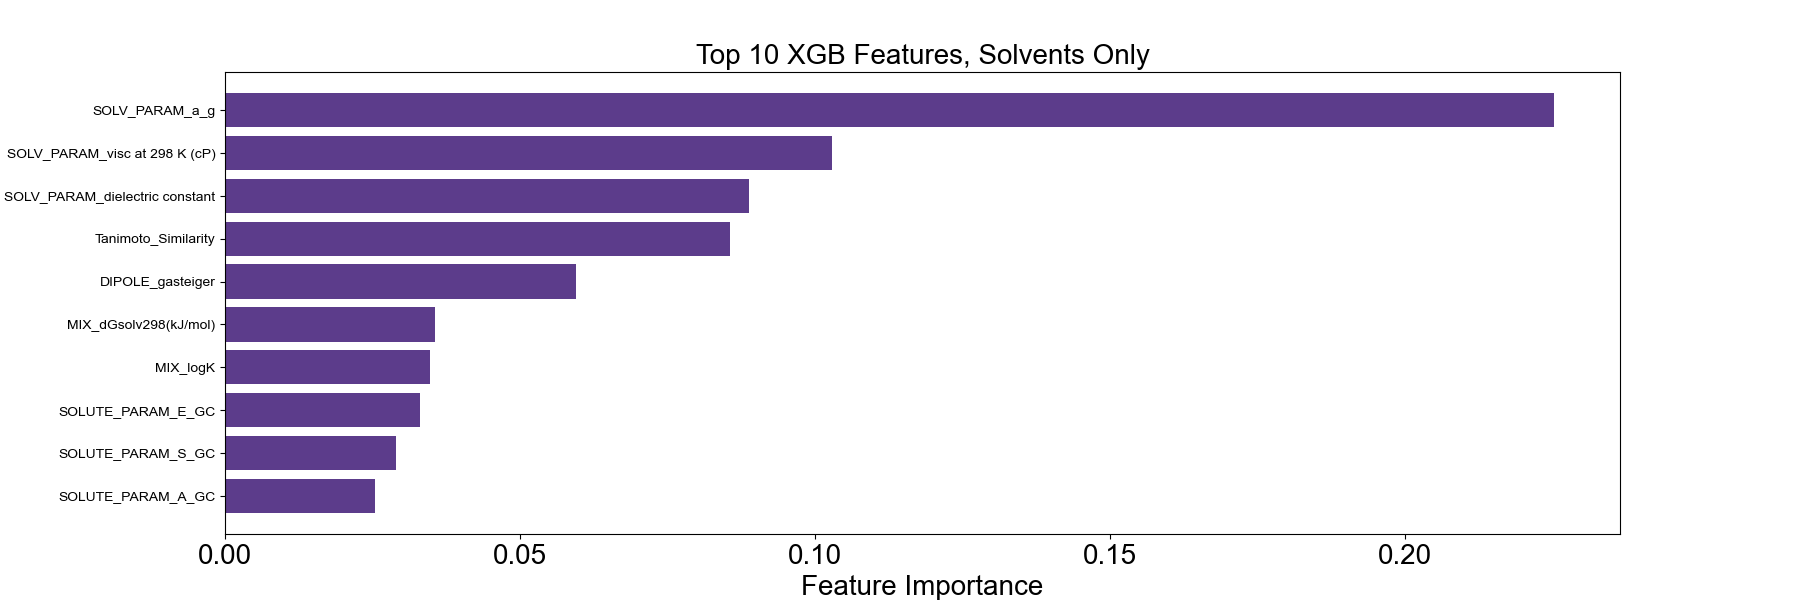 Top 10 XGB Features, Solvents Only
SOLV_PARAM_a_g
SOLV_PARAM_visc at 298 K (cP)
SOLV_PARAM_dielectric constant
Tanimoto_Similarity
DIPOLE_gasteiger
MIX_dGsolv298(kJ/mol)
MIX_logK
SOLUTE_PARAM_E_GC
SOLUTE_PARAM_S_GC
SOLUTE_PARAM_A_GC
0.00 0.05 0.10 0.15 0.20
Feature Importance